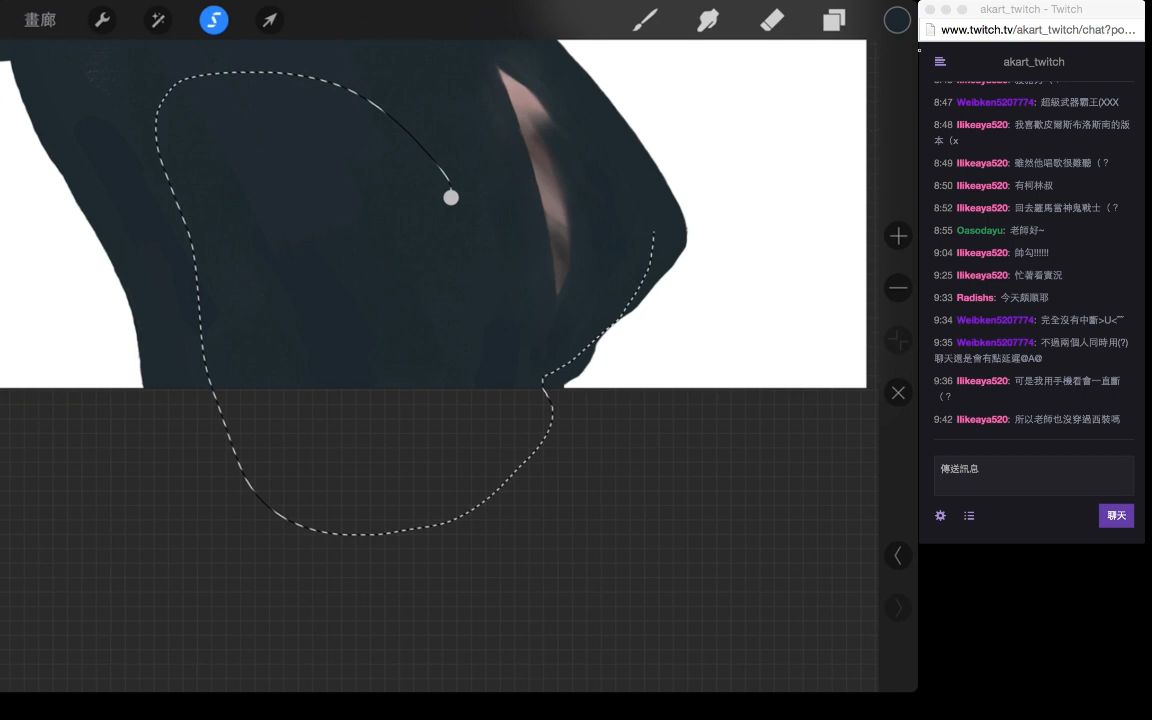 畫廊
akart_twitch - Twitch
www.twitch.tv/akart_twitch/chat?po…
akart_twitch
8:47 Weibken5207774: 超級武器霸王(XXX
8:48 Ilikeaya520: 我喜歡皮爾斯布洛斯南的版
本（x
8:49 Ilikeaya520: 雖然他唱歌很難聽（？
8:50 Ilikeaya520: 有柯林叔
8:52 Ilikeaya520: 回去羅馬當神鬼戰士（？
8:55 Oasodayu: 老師好~
9:04 Ilikeaya520: 帥勾!!!!!!
9:25 Ilikeaya520: 忙著看實況
9:33 Radishs: 今天頗順耶
9:34 Weibken5207774: 完全沒有中斷>U<￣
9:35 Weibken5207774: 不過兩個人同時用(?)
聊天還是會有點延遲@A@
9:36 Ilikeaya520: 可是我用手機看會一直斷
（？
9:42 Ilikeaya520: 所以老師也沒穿過西裝嗎
傳送訊息
聊天